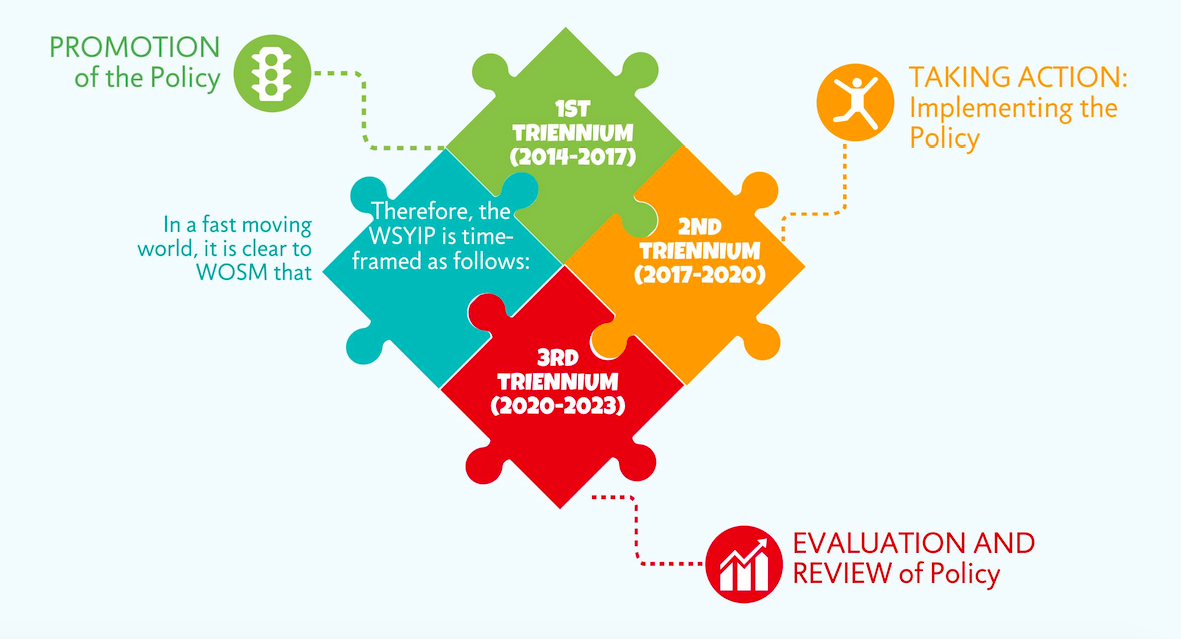 PROMOTION
of the Policy
1ST
TRIENNIUM
(2014-2017)
TAKING ACTION:
Implementing the
Policy
In a fast moving
world, it is clear to
WOSM that
Therefore, the
WSYIP is time-
framed as follows:
2ND
TRIENNIUM
(2017-2020)
3RD
TRIENNIUM
(2020-2023)
EVALUATION AND
REVIEW of Policy